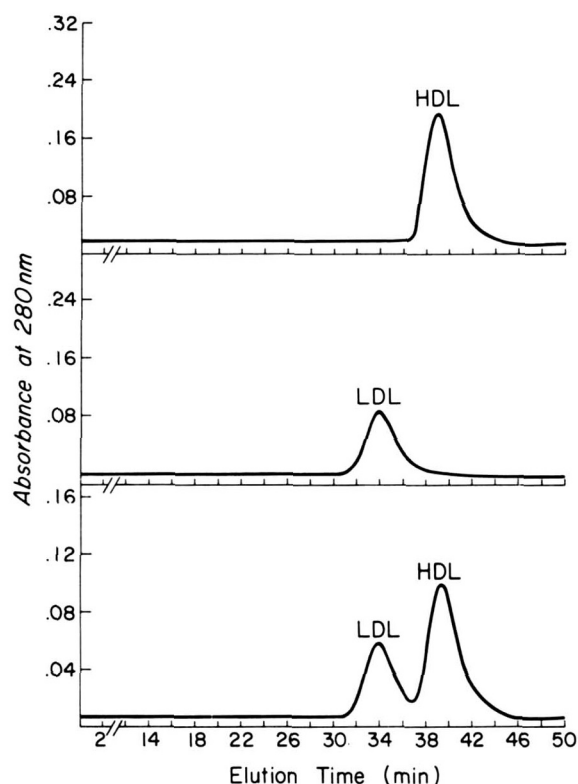 .32
.24
HDL
.16
.08
Absorbance at 280nm
.24
.16
LDL
.08
.16
.12
HDL
.08
LDL
.04
2 14 18 22 26 30. 34 38 42 46 50
Elution Time (min)